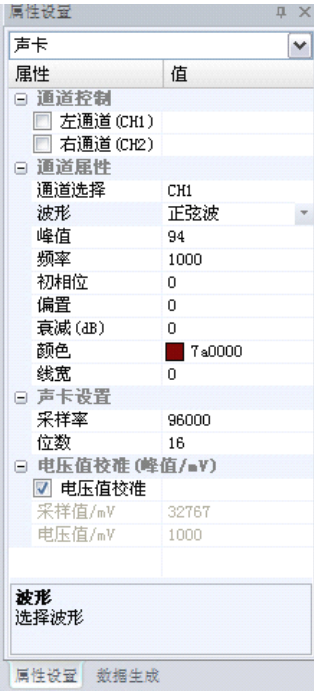 属性设置
声卡
属性 值
通道控制
左通道(CH1)
右通道(CH2)
通道属性
通道选择 CH1
波形 正弦波
峰值 94
频率 1000
初相位 0
偏置 0
衰减(dB) 0
颜色 7a0000
线宽 0
声卡设置
采样率 96000
位数 16
电压值校准(峰值/mV)
电压值校准
采样值/mV 32767
电压值/mV 1000
波形
选择波形
属性设置 数据生成